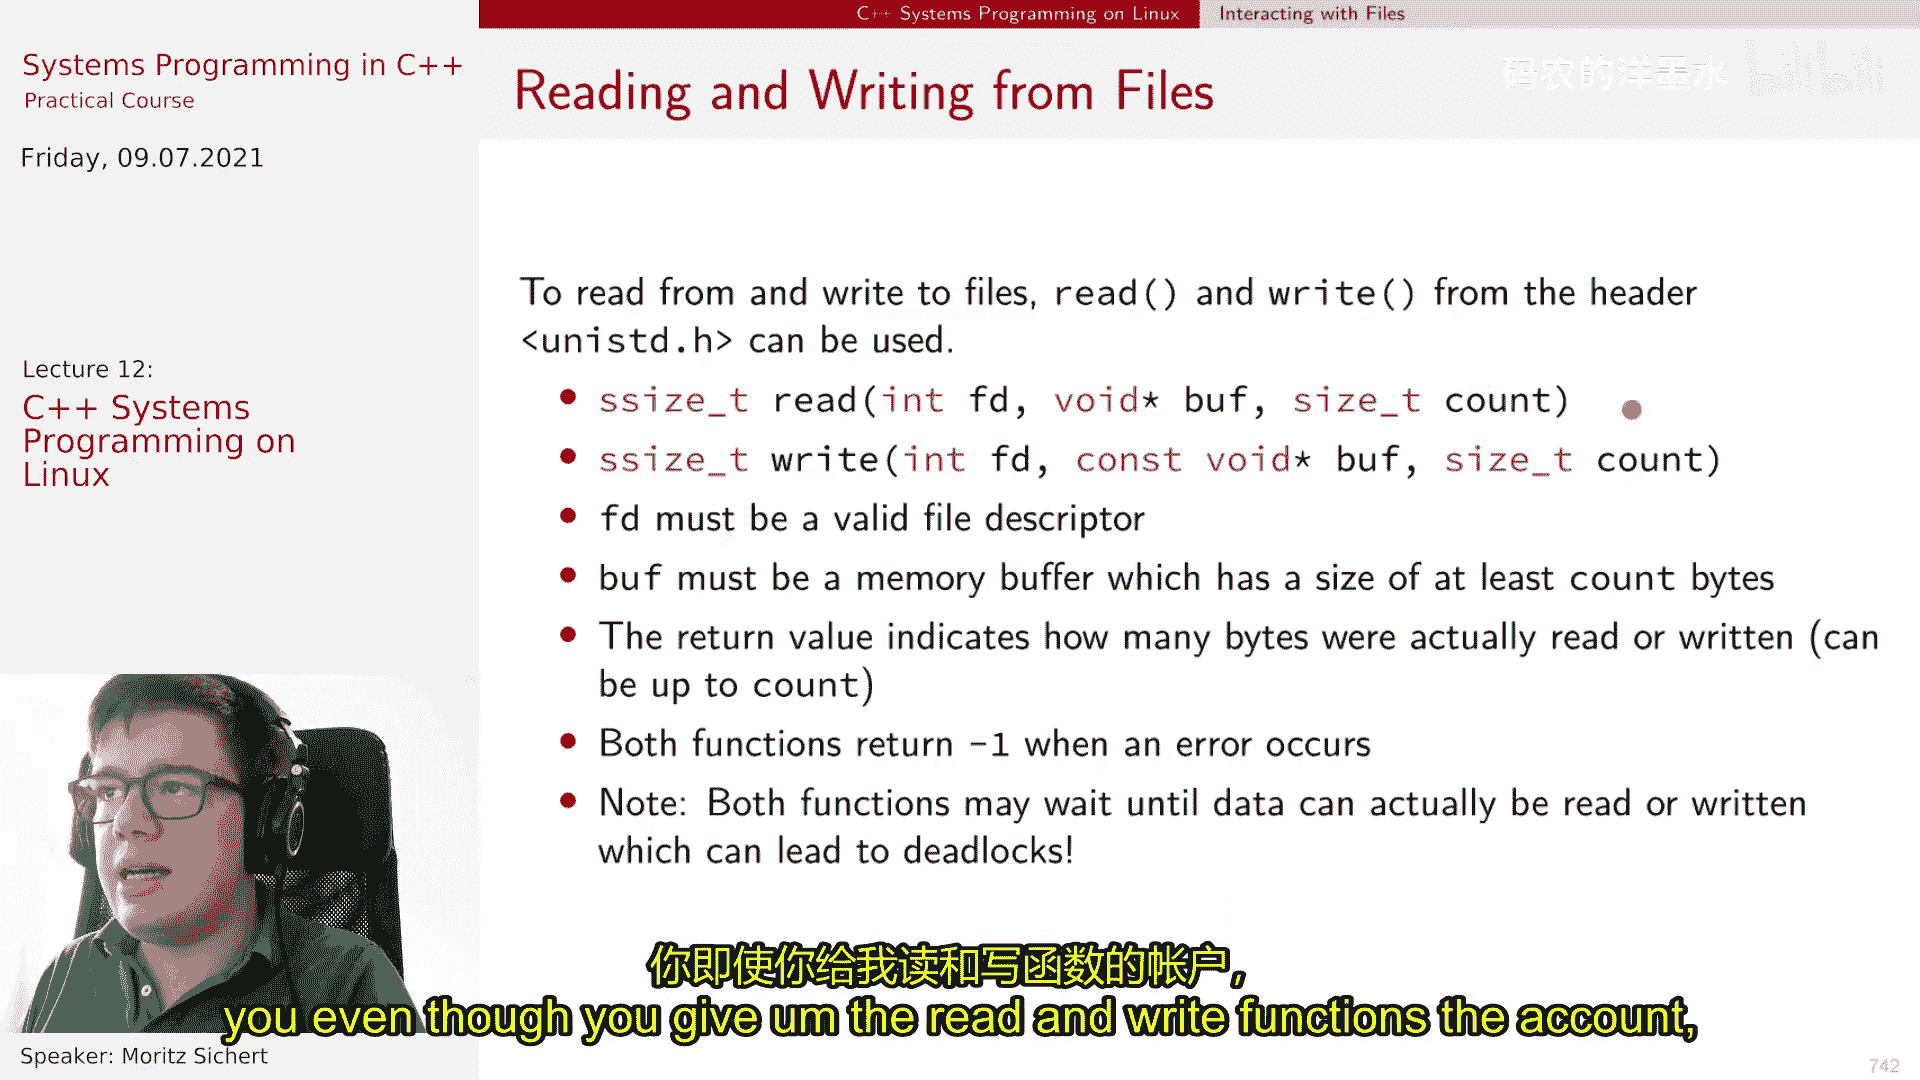 C++ Systems Programming on Linux
Interacting with Files
Systems Programming in C++
Practical Course
Friday, 09.07.2021
Lecture 12:
C++ Systems
Programming on
Linux
Reading and Writing from Files
码农的洋墨水
To read from and write to files, read() and write() from the header
<unistd.h> can be used.
• ssize_t read(int fd, void* buf, size_t count)
• ssize_t write(int fd, const void* buf, size_t count)
• fd must be a valid file descriptor
• buf must be a memory buffer which has a size of at least count bytes
• The return value indicates how many bytes were actually read or written (can
be up to count)
• Both functions return -1 when an error occurs
• Note: Both functions may wait until data can actually be read or written
which can lead to deadlocks!
你即使你给我读和写函数的帐户,
you even though you give um the read and write functions the account,
Speaker: Moritz Sichert
742